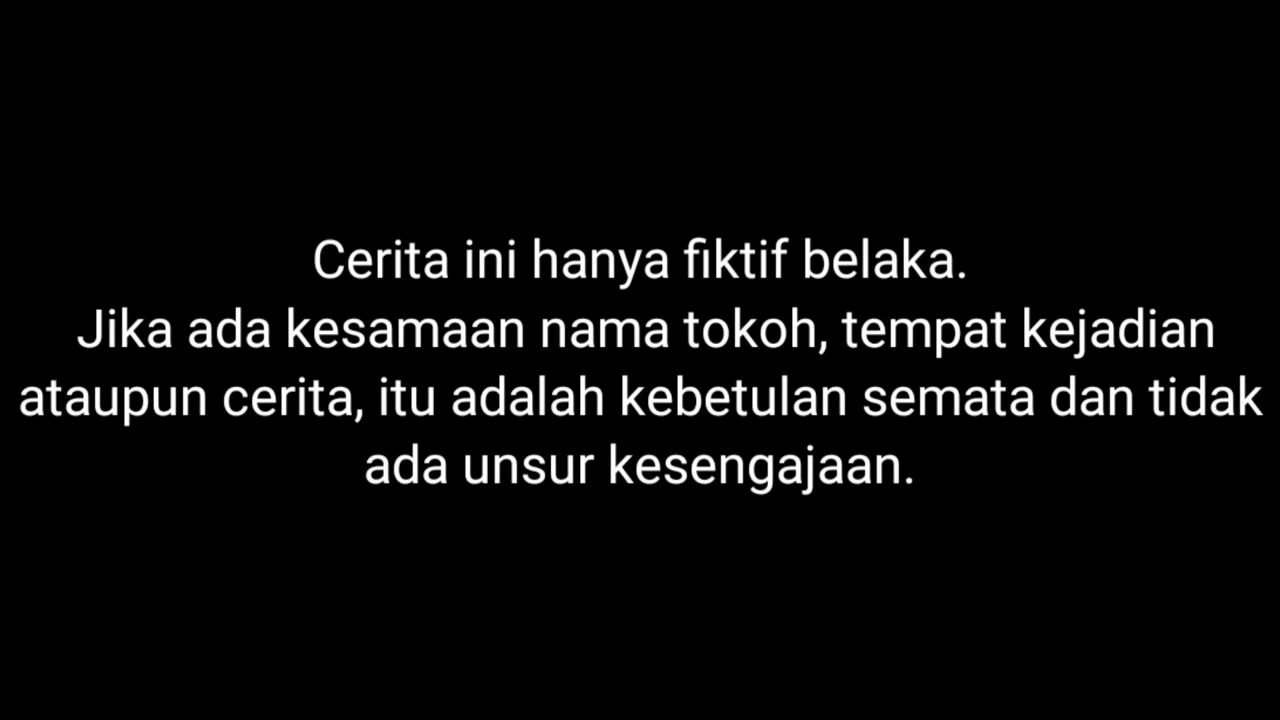 Cerita ini hanya fiktif belaka.
Jika ada kesamaan nama tokoh, tempat kejadian
ataupun cerita, itu adalah kebetulan semata dan tidak
ada unsur kesengajaan.